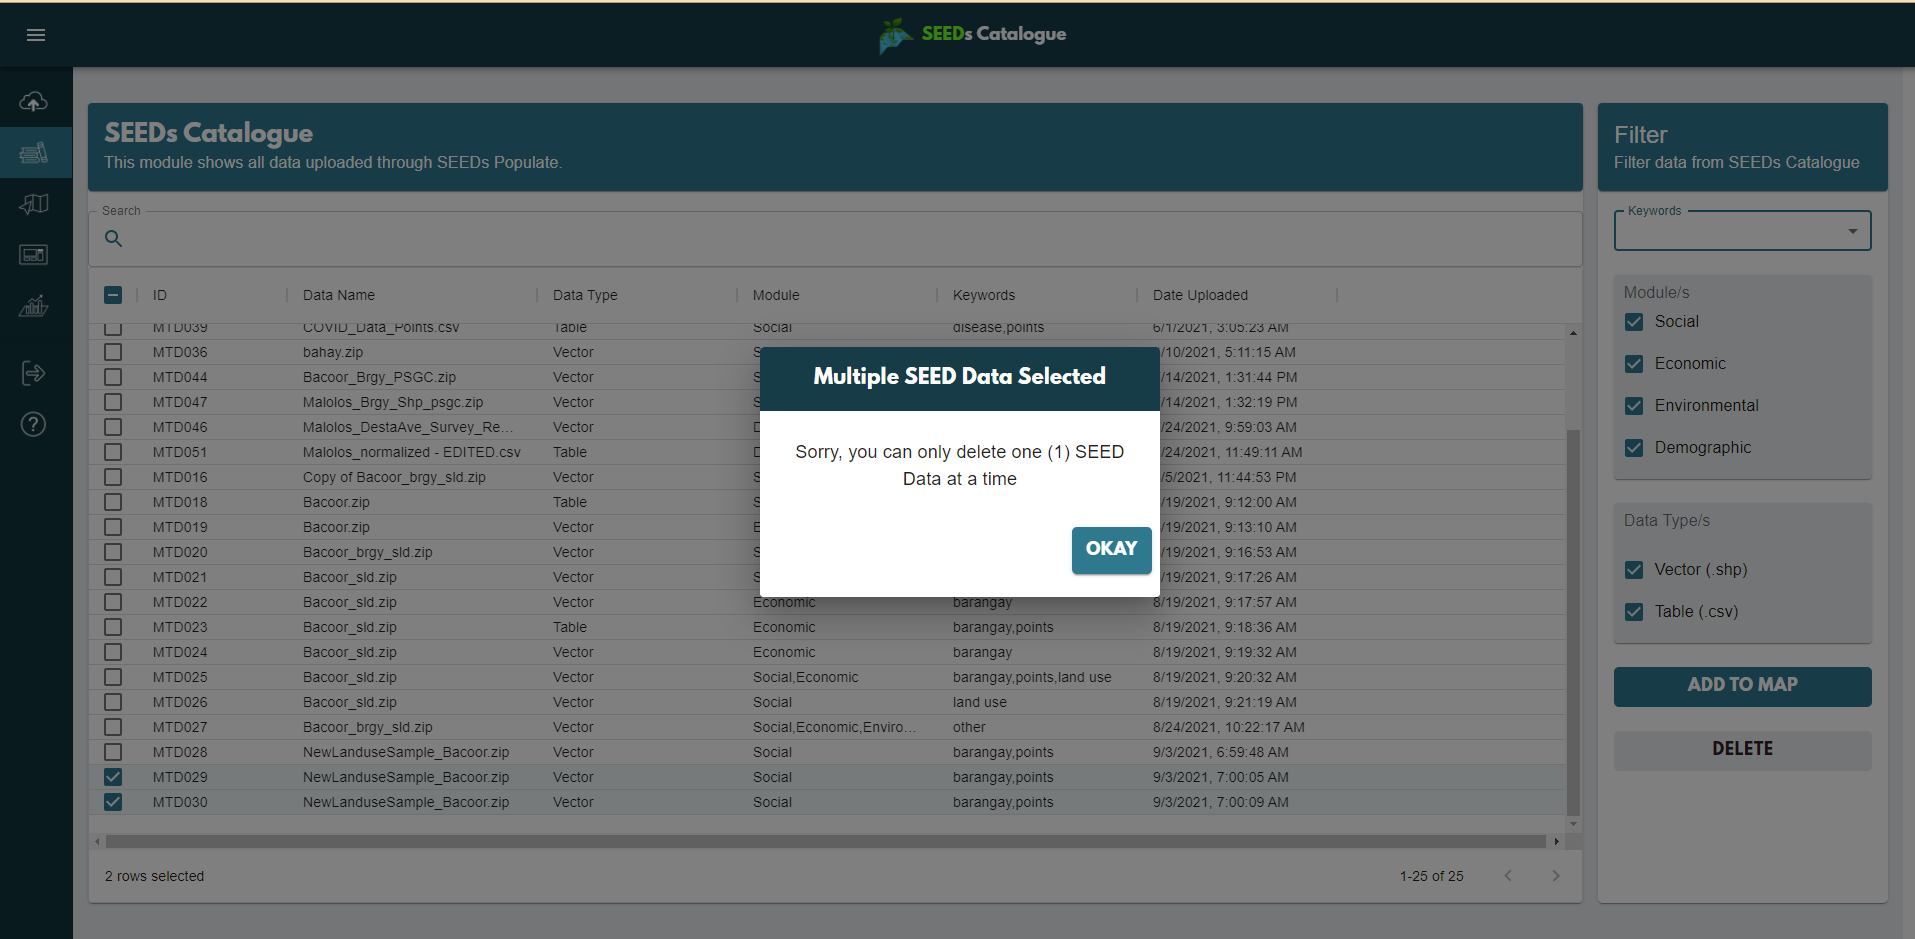 SEEDs Catalogue
SEEDs Catalogue
This module shows all data uploaded through SEEDs Populate.
Filter
Filter data from SEEDs Catalogue
Search
Keywords
ID Data Name Data Type Module Keywords Date Uploaded
MTD039 COVID_Data_Points.csv Table Social disease,points 6/1/2021, 3:05:23 AM
MTD036 bahay.zip Vector S /10/2021, 5:11:15 AM
MTD044 Bacoor_Brgy_PSGC.zip Vector S /14/2021, 1:31:44 PM
MTD047 Malolos_Brgy_Shp_psgc.zip Vector S /14/2021, 1:32:19 PM
MTD046 Malolos_DestaAve_Survey_Re... Vector D /24/2021, 9:59:03 AM
MTD051 Malolos_normalized - EDITED.csv Table D /24/2021, 11:49:11 AM
MTD016 Copy of Bacoor_brgy_sld.zip Vector S /5/2021, 11:44:53 PM
MTD018 Bacoor.zip Table S /19/2021, 9:12:00 AM
MTD019 Bacoor.zip Vector E /19/2021, 9:13:10 AM
MTD020 Bacoor_brgy_sld.zip Vector S /19/2021, 9:16:53 AM
MTD021 Bacoor_sld.zip Vector S /19/2021, 9:17:26 AM
MTD022 Bacoor_sld.zip Vector Economic barangay 8/19/2021, 9:17:57 AM
MTD023 Bacoor_sld.zip Table Economic barangay,points 8/19/2021, 9:18:36 AM
MTD024 Bacoor_sld.zip Vector Economic barangay 8/19/2021, 9:19:32 AM
MTD025 Bacoor_sld.zip Vector Social,Economic barangay,points,land use 8/19/2021, 9:20:32 AM
MTD026 Bacoor_sld.zip Vector Social land use 8/19/2021, 9:21:19 AM
MTD027 Bacoor_brgy_sld.zip Vector Social,Economic,Enviro... other 8/24/2021, 10:22:17 AM
MTD028 NewLanduseSample_Bacoor.zip Vector Social barangay,points 9/3/2021, 6:59:48 AM
MTD029 NewLanduseSample_Bacoor.zip Vector Social barangay,points 9/3/2021, 7:00:05 AM
MTD030 NewLanduseSample_Bacoor.zip Vector Social barangay,points 9/3/2021, 7:00:09 AM
2 rows selected
1-25 of 25
Multiple SEED Data Selected
Sorry, you can only delete one (1) SEED
Data at a time
OKAY
Module/s
Social
Economic
Environmental
Demographic
Data Type/s
Vector (.shp)
Table (.csv)
ADD TO MAP
DELETE